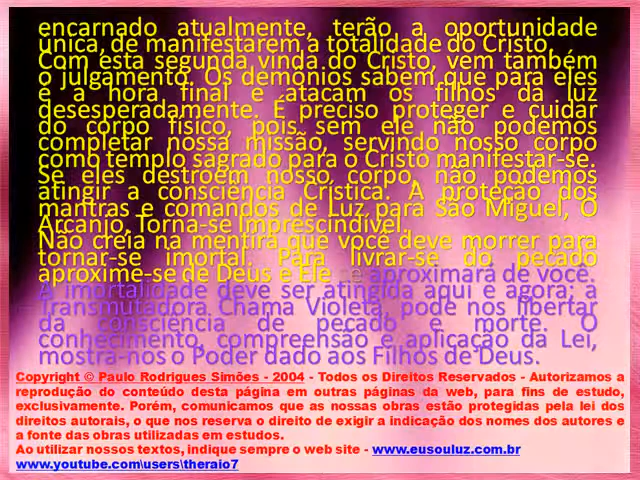 encarnado atualmente, terão a oportunidade
única, de manifestarem a totalidade do Cristo.
Com esta segunda vinda do Cristo, vem também
o julgamento. Os demônios sabem que para eles
é a hora final e atacam os filhos da luz
desesperadamente. É preciso proteger e cuidar
do corpo físico, pois sem ele não podemos
completar nossa missão, servindo nosso corpo
como templo sagrado para o Cristo manifestar-se.
Se eles destroem nosso corpo, não podemos
atingir a consciência Crística. A proteção dos
mantras e comandos de Luz para São Miguel, O
Arcanjo. Torna-se Imprescindível.
Não creia na mentira que você deve morrer para
tornar-se imortal. Para livrar-se do pecado
aproxime-se de Deus e Ele se aproximará de você.
A imortalidade deve ser atingida aqui e agora; a
Transmutadora Chama Violeta, pode nos libertar
da consciência de pecado e morte. O
conhecimento, compreensão e aplicação da Lei,
mostra-nos o Poder dado aos Filhos de Deus.
Copyright © Paulo Rodrigues Simões - 2004 - Todos os Direitos Reservados - Autorizamos a
reprodução do conteúdo desta página em outras páginas da web, para fins de estudo,
exclusivamente. Porém, comunicamos que as nossas obras estão protegidas pela lei dos
direitos autorais, o que nos reserva o direito de exigir a indicação dos nomes dos autores e
a fonte das obras utilizadas em estudos.
Ao utilizar nossos textos, indique sempre o web site - www.eusouluz.com.br
www.youtube.com\users\theraio7